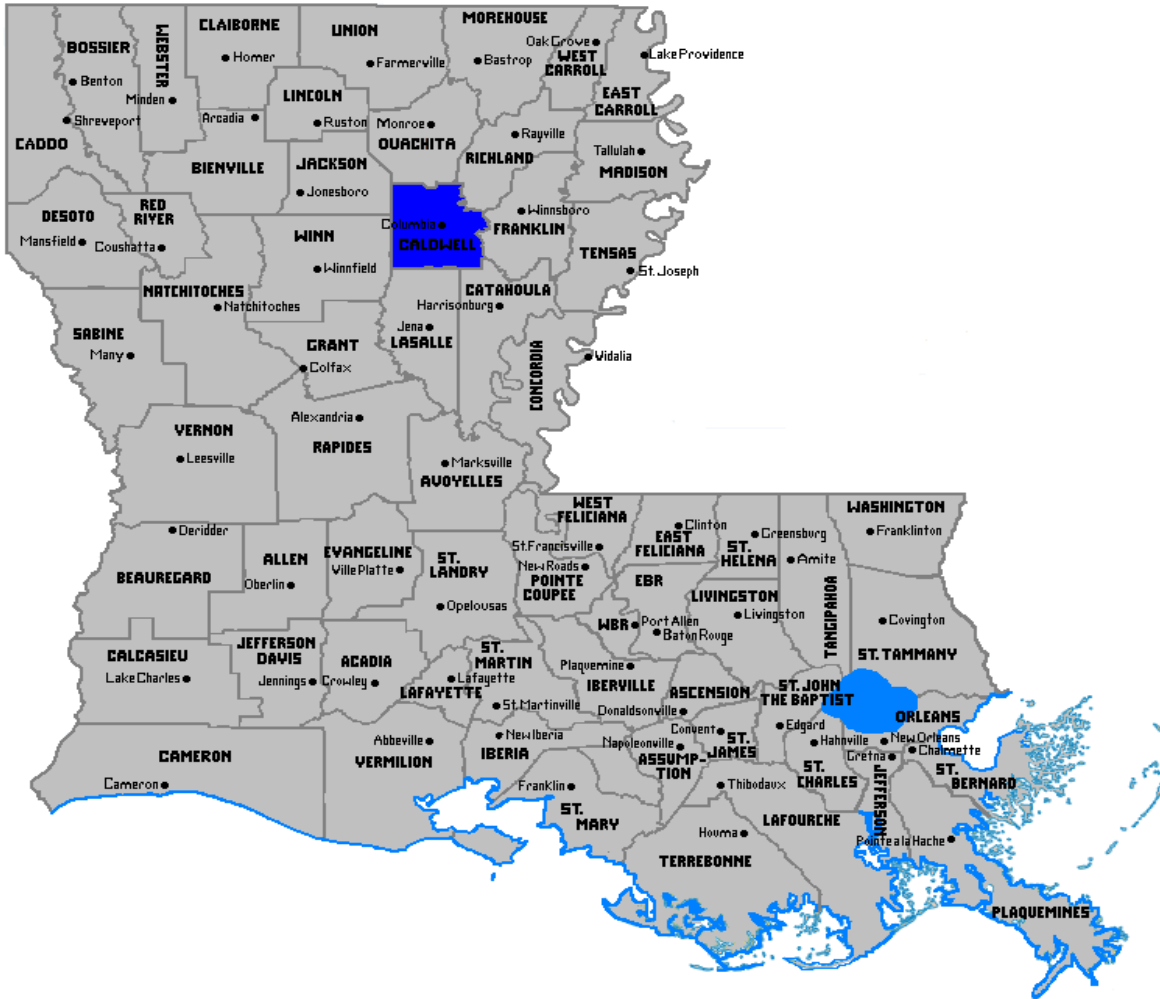 CLAIBORNE
UNION
MOREHOUSE
BOSSIER
WEBSTER
Homer
Farmerville
Bastrop
Oak Grove
WEST
CARROLL
Lake Providence
Benton
Minden
LINCOLN
EAST
CARROLL
Shreveport
Arcadia
Ruston
Monroe
OUACHITA
Rayville
CADDO
BIENVILLE
JACKSON
RICHLAND
Tallulah
MADISON
Jonesboro
DESOTO
RED
RIVER
Mansfield
Coushatta
WINN
Columbia
CALDWELL
Winnsboro
FRANKLIN
TENSAS
Winnfield
St. Joseph
NATCHITOCHES
Natchitoches
CATAHOULA
Harrisonburg
SABINE
Many
GRANT
Colfax
Jena
LASALLE
CONCORDIA
Vidalia
VERNON
Leesville
Alexandria
RAPIDES
Marksville
AVOYELLES
WEST
FELICIANA
WASHINGTON
Franklinton
Deridder
BEAUREGARD
ALLEN
Oberlin
EVANGELINE
Ville Platte
ST.
LANDRY
Opelousas
St. Francisville
New Roads
POINTE
COUPEE
Clinton
EAST
FELICIANA
Greensburg
ST.
HELENA
Amite
TANGIPAHOA
EBR
LIVINGSTON
Livingston
WBR
Port Allen
Baton Rouge
Covington
ST. TAMMANY
CALCASIEU
Lake Charles
JEFFERSON
DAVIS
Jennings
ACADIA
Crowley
LAFAYETTE
Lafayette
ST.
MARTIN
St. Martinville
Plaquemine
IBERVILLE
ASCENSION
Donaldsonville
ST. JOHN
THE BAPTIST
Edgard
ORLEANS
New Orleans
CAMERON
Cameron
Abbeville
VERMILION
New Iberia
IBERIA
Napoleonville
ASSUMP-
TION
Convent
ST.
JAMES
Hahnville
ST.
CHARLES
Gretna
JEFFERSON
Chalmette
ST.
BERNARD
Franklin
ST.
MARY
Thibodaux
LAFOURCHE
Houma
TERREBONNE
Pointe a la Hache
PLAQUEMINES